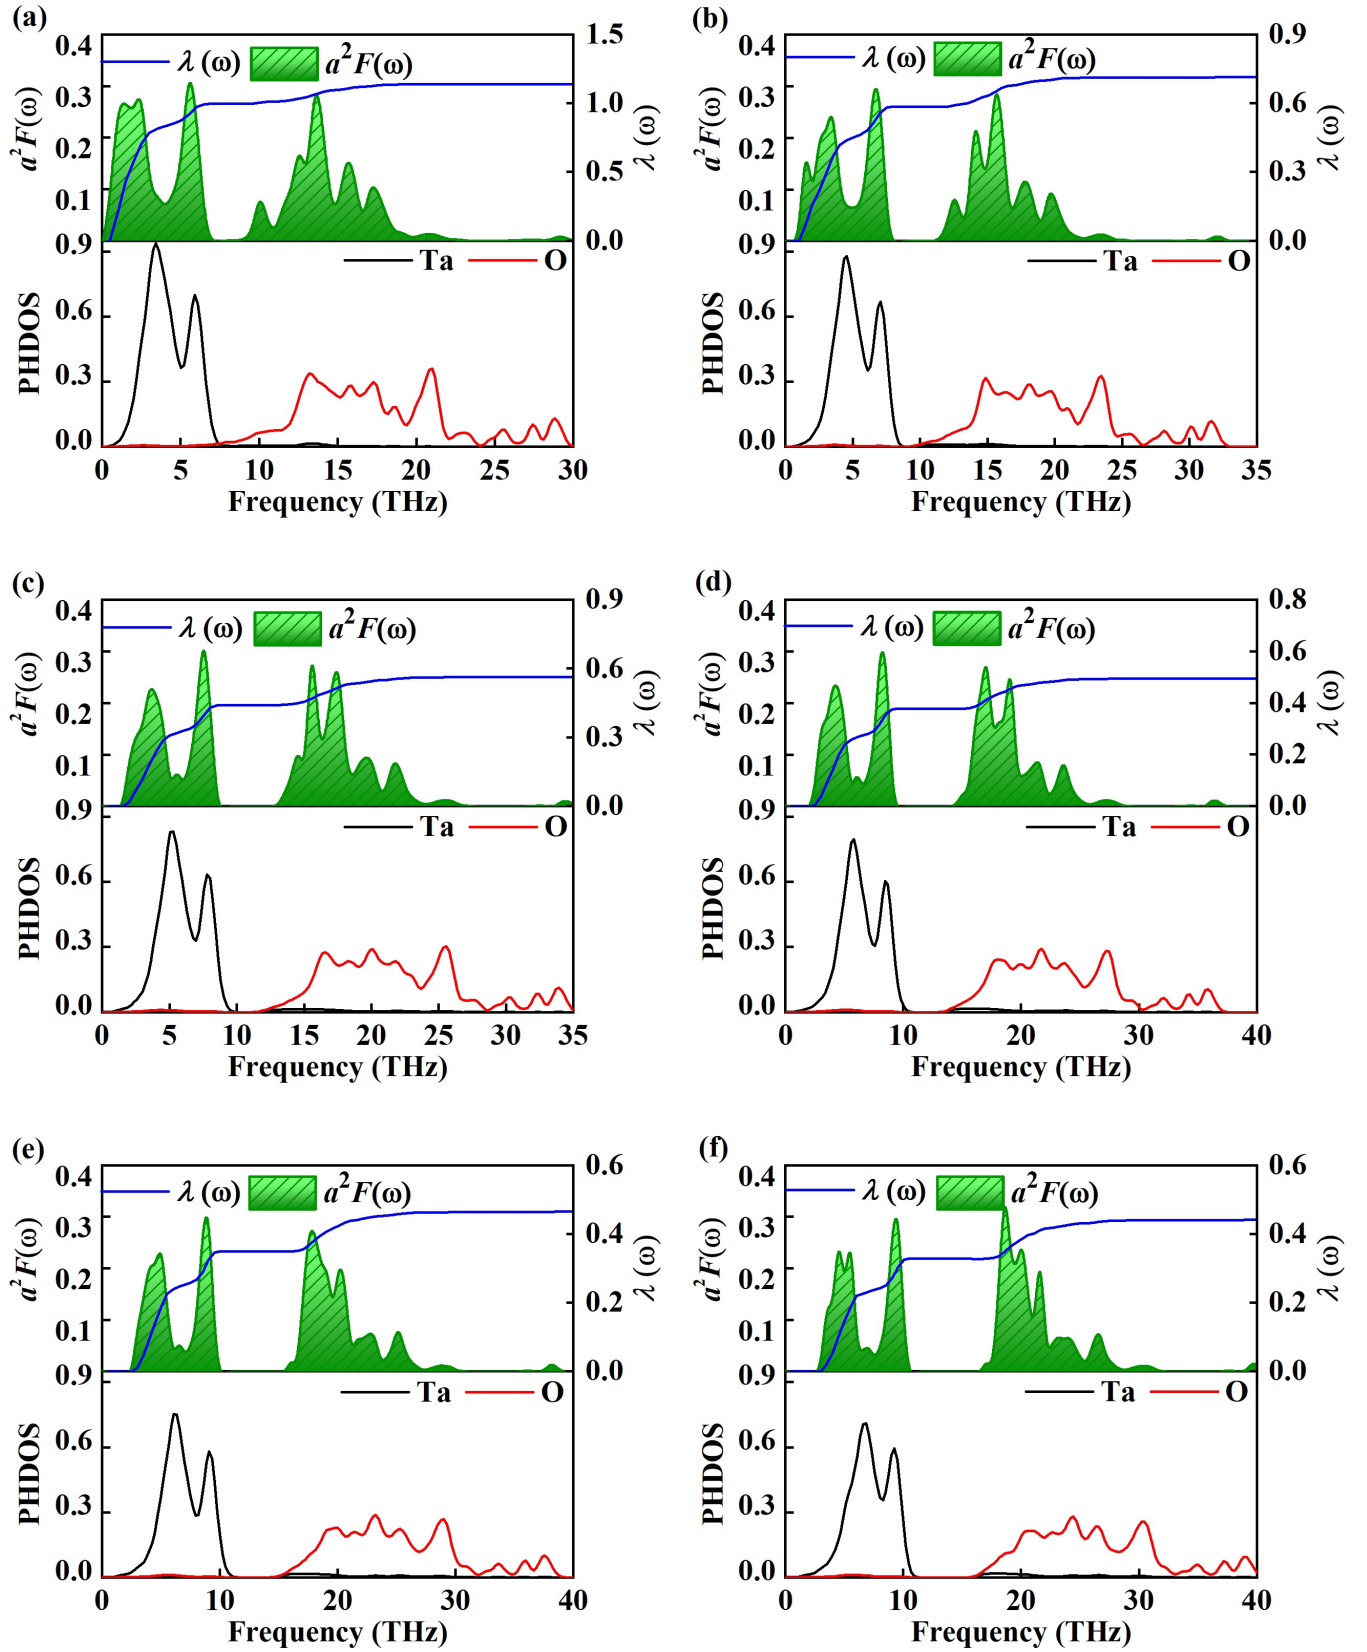 (a)
0.4
0.3
0.2
0.1
a²F(ω)
λ (ω)
a²F(ω)
1.5
1.0
0.5
0.0
λ (ω)
0.9
0.6
0.3
0.0
PHDOS
Ta
O
0 5 10 15 20 25 30
Frequency (THz)
(b)
0.4
0.3
0.2
0.1
a²F(ω)
λ (ω)
a²F(ω)
0.9
0.6
0.3
0.0
λ (ω)
0.9
0.6
0.3
0.0
PHDOS
Ta
O
0 5 10 15 20 25 30 35
Frequency (THz)
(c)
0.4
0.3
0.2
0.1
a²F(ω)
λ (ω)
a²F(ω)
0.9
0.6
0.3
0.0
λ (ω)
0.9
0.6
0.3
0.0
PHDOS
Ta
O
0 5 10 15 20 25 30 35
Frequency (THz)
(d)
0.4
0.3
0.2
0.1
a²F(ω)
λ (ω)
a²F(ω)
0.8
0.6
0.4
0.2
0.0
λ (ω)
0.9
0.6
0.3
0.0
PHDOS
Ta
O
0 10 20 30 40
Frequency (THz)
(e)
0.4
0.3
0.2
0.1
a²F(ω)
λ (ω)
a²F(ω)
0.6
0.4
0.2
0.0
λ (ω)
0.9
0.6
0.3
0.0
PHDOS
Ta
O
0 10 20 30 40
Frequency (THz)
(f)
0.4
0.3
0.2
0.1
a²F(ω)
λ (ω)
a²F(ω)
0.6
0.4
0.2
0.0
λ (ω)
0.9
0.6
0.3
0.0
PHDOS
Ta
O
0 10 20 30 40
Frequency (THz)